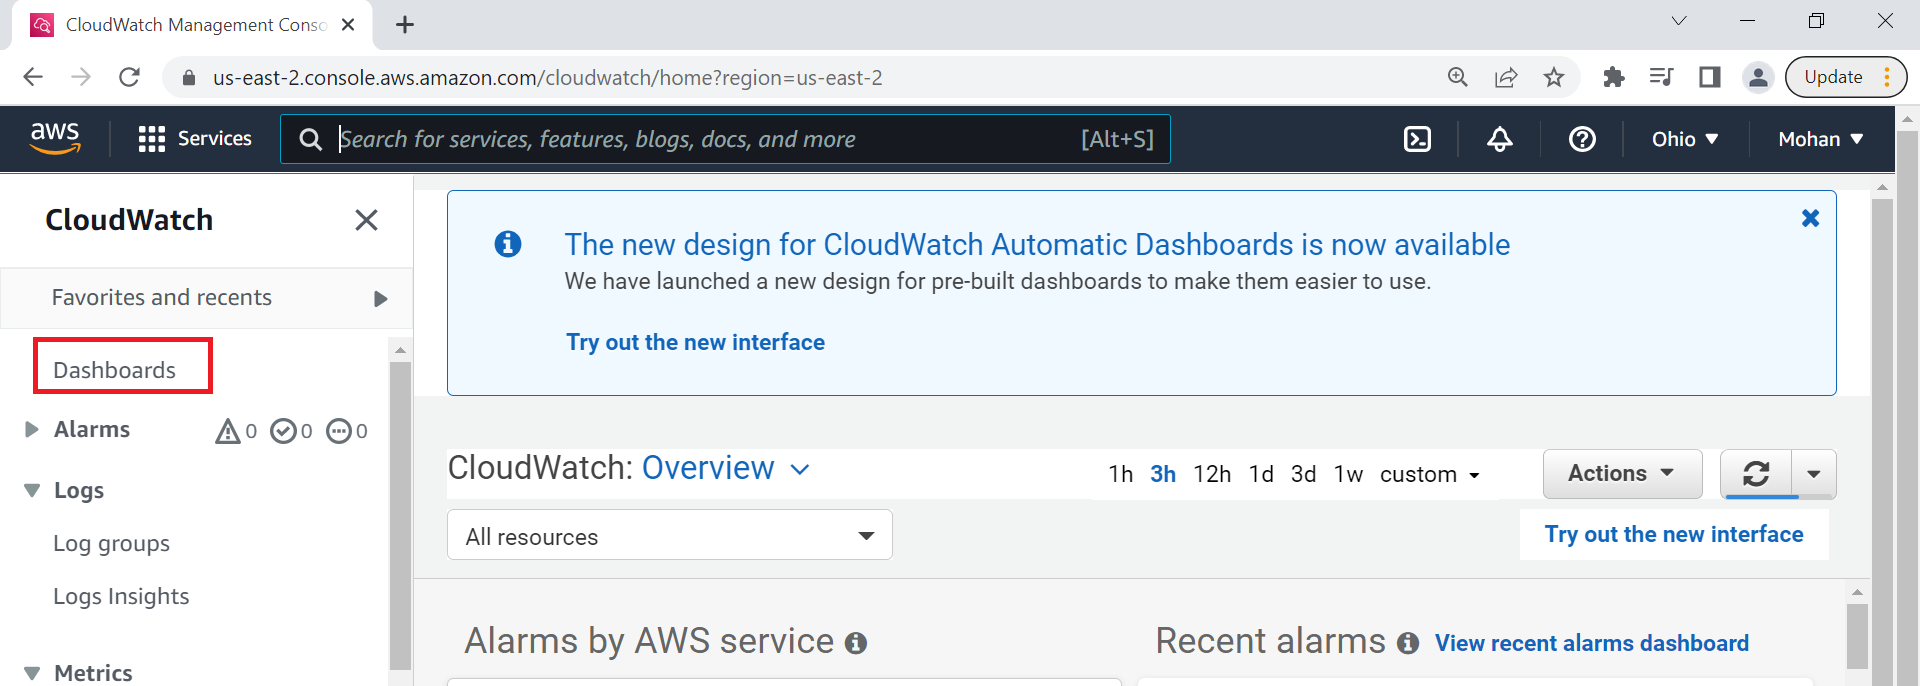 CloudWatch Management Conso
us-east-2.console.aws.amazon.com/cloudwatch/home?region=us-east-2
Update
aws
Services
Search for services, features, blogs, docs, and more [Alt+S]
Ohio
Mohan
CloudWatch
Favorites and recents
Dashboards
Alarms 0 0 0
Logs
Log groups
Logs Insights
Metrics
The new design for CloudWatch Automatic Dashboards is now available
We have launched a new design for pre-built dashboards to make them easier to use.
Try out the new interface
CloudWatch: Overview
1h 3h 12h 1d 3d 1w custom
Actions
All resources
Try out the new interface
Alarms by AWS service
Recent alarms View recent alarms dashboard